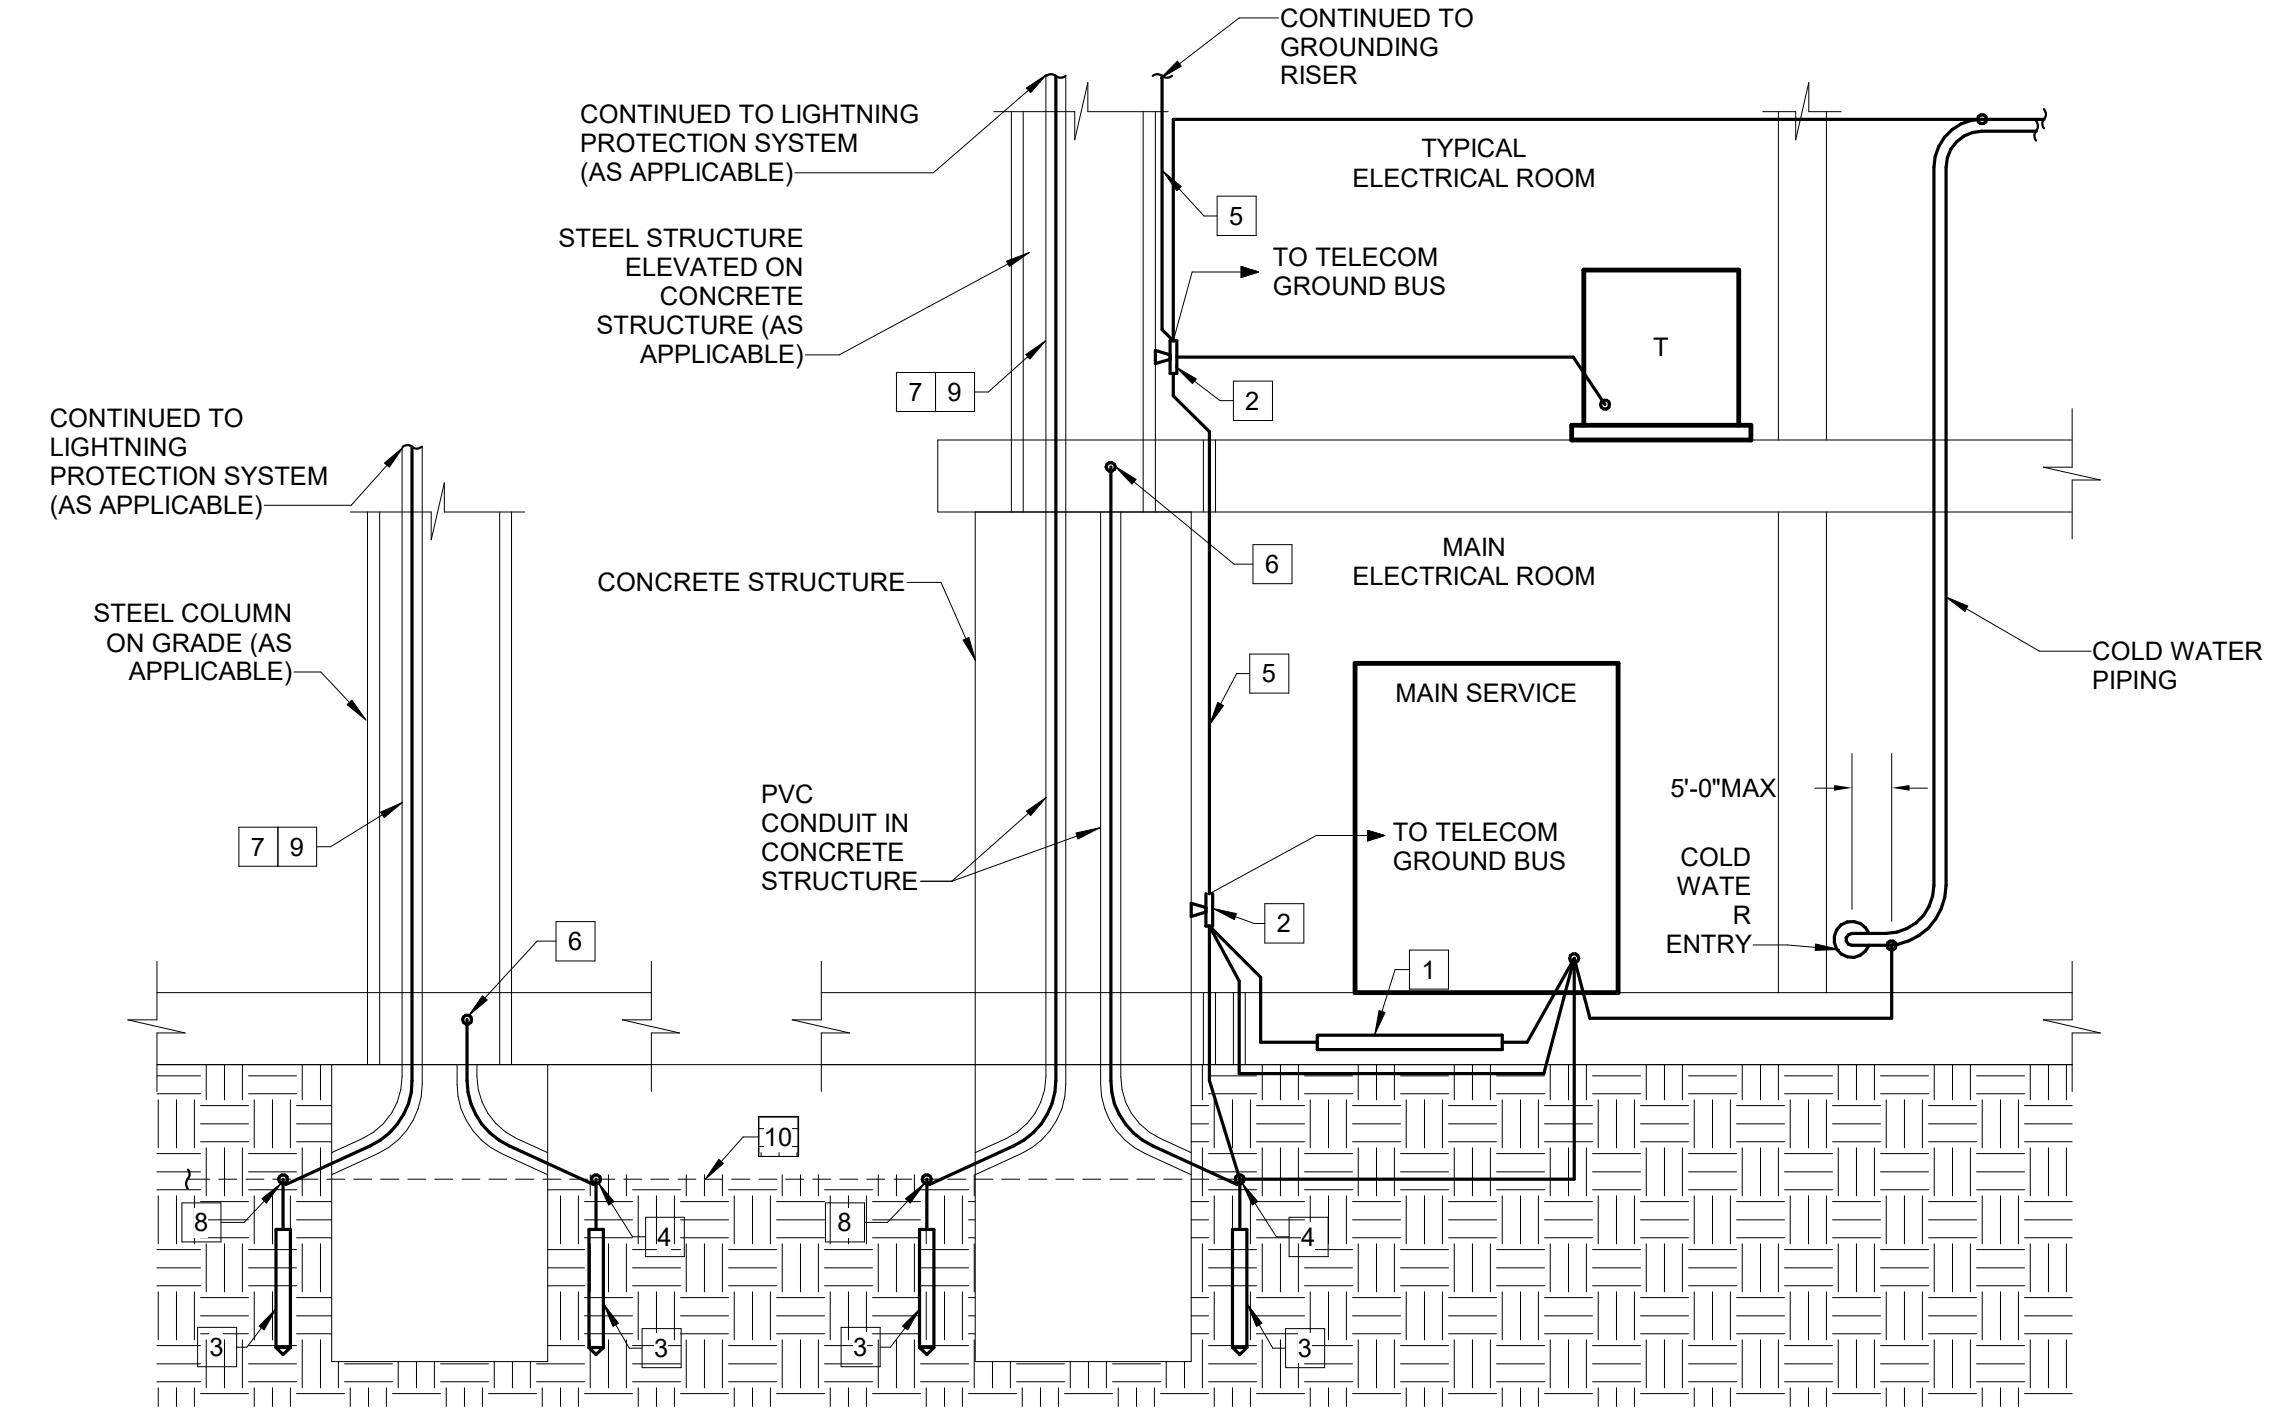 CONTINUED TO
GROUNDING
RISER
CONTINUED TO LIGHTNING
PROTECTION SYSTEM
(AS APPLICABLE)
TYPICAL
ELECTRICAL ROOM
5
STEEL STRUCTURE
ELEVATED ON
CONCRETE
STRUCTURE (AS
APPLICABLE)
TO TELECOM
GROUND BUS
T
7 9
2
CONTINUED TO
LIGHTNING
PROTECTION SYSTEM
(AS APPLICABLE)
6
MAIN
ELECTRICAL ROOM
CONCRETE STRUCTURE
STEEL COLUMN
ON GRADE (AS
APPLICABLE)
5
COLD WATER
PIPING
MAIN SERVICE
5'-0"MAX
7 9
PVC
CONDUIT IN
CONCRETE
STRUCTURE
TO TELECOM
GROUND BUS
COLD
WATE
R
ENTRY
2
6
1
10
8
4
8
4
3
3
3
3